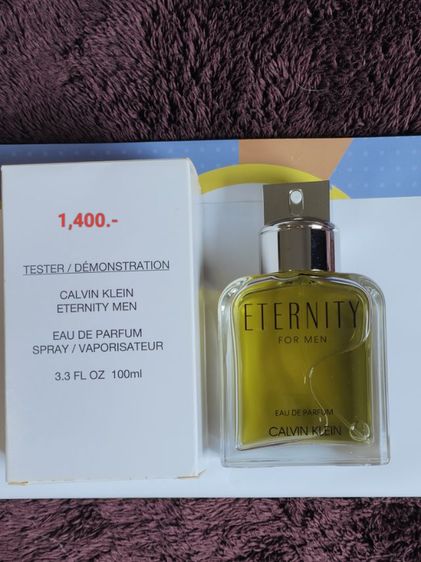 1,400.-
TESTER / DÉMONSTRATION
CALVIN KLEIN
ETERNITY MEN
EAU DE PARFUM
SPRAY / VAPORISATEUR
3.3 FL OZ 100ml
ETERNITY
FOR MEN
EAU DE PARFUM
CALVIN KLEIN